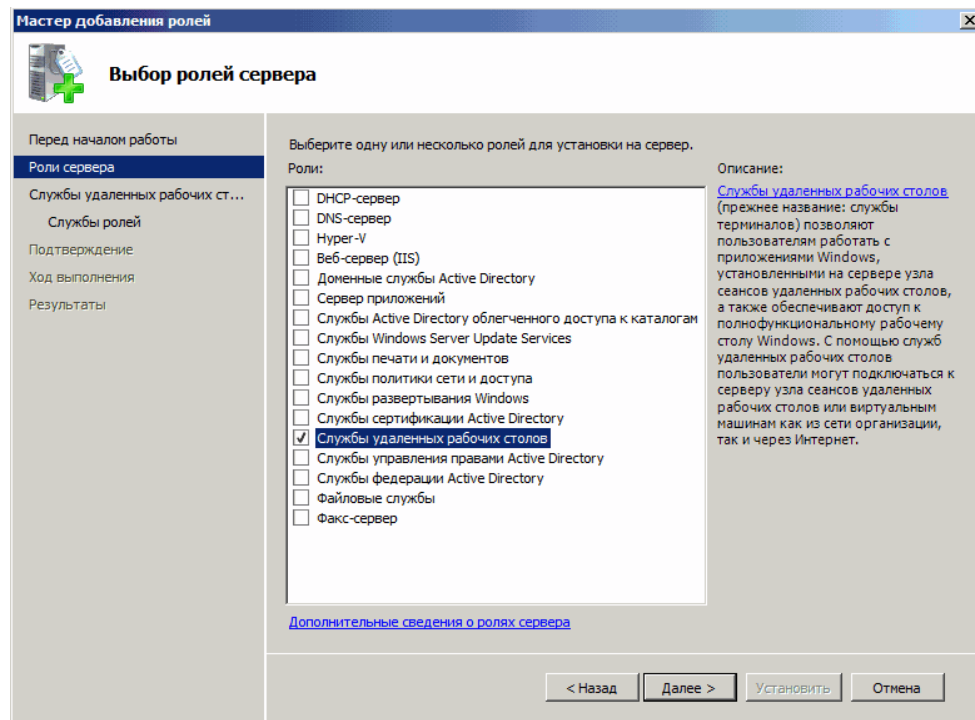 Мастер добавления ролей
Выбор ролей сервера
Перед началом работы
Роли сервера
Службы удаленных рабочих ст...
Службы ролей
Подтверждение
Ход выполнения
Результаты
Выберите одну или несколько ролей для установки на сервер.
Роли:
DHCP-сервер
DNS-сервер
Hyper-V
Веб-сервер (IIS)
Доменные службы Active Directory
Сервер приложений
Службы Active Directory облегченного доступа к каталогам
Службы Windows Server Update Services
Службы печати и документов
Службы политики сети и доступа
Службы развертывания Windows
Службы сертификации Active Directory
Службы удаленных рабочих столов
Службы управления правами Active Directory
Службы федерации Active Directory
Файловые службы
Факс-сервер
Дополнительные сведения о ролях сервера
Описание:
Службы удаленных рабочих столов
(прежнее название: службы
терминалов) позволяют
пользователям работать с
приложениями Windows,
установленными на сервере узла
сеансов удаленных рабочих столов,
а также обеспечивают доступ к
полнофункциональному рабочему
столу Windows. С помощью служб
удаленных рабочих столов
пользователи могут подключаться к
серверу узла сеансов удаленных
рабочих столов или виртуальным
машинам как из сети организации,
так и через Интернет.
< Назад
Далее >
Установить
Отмена